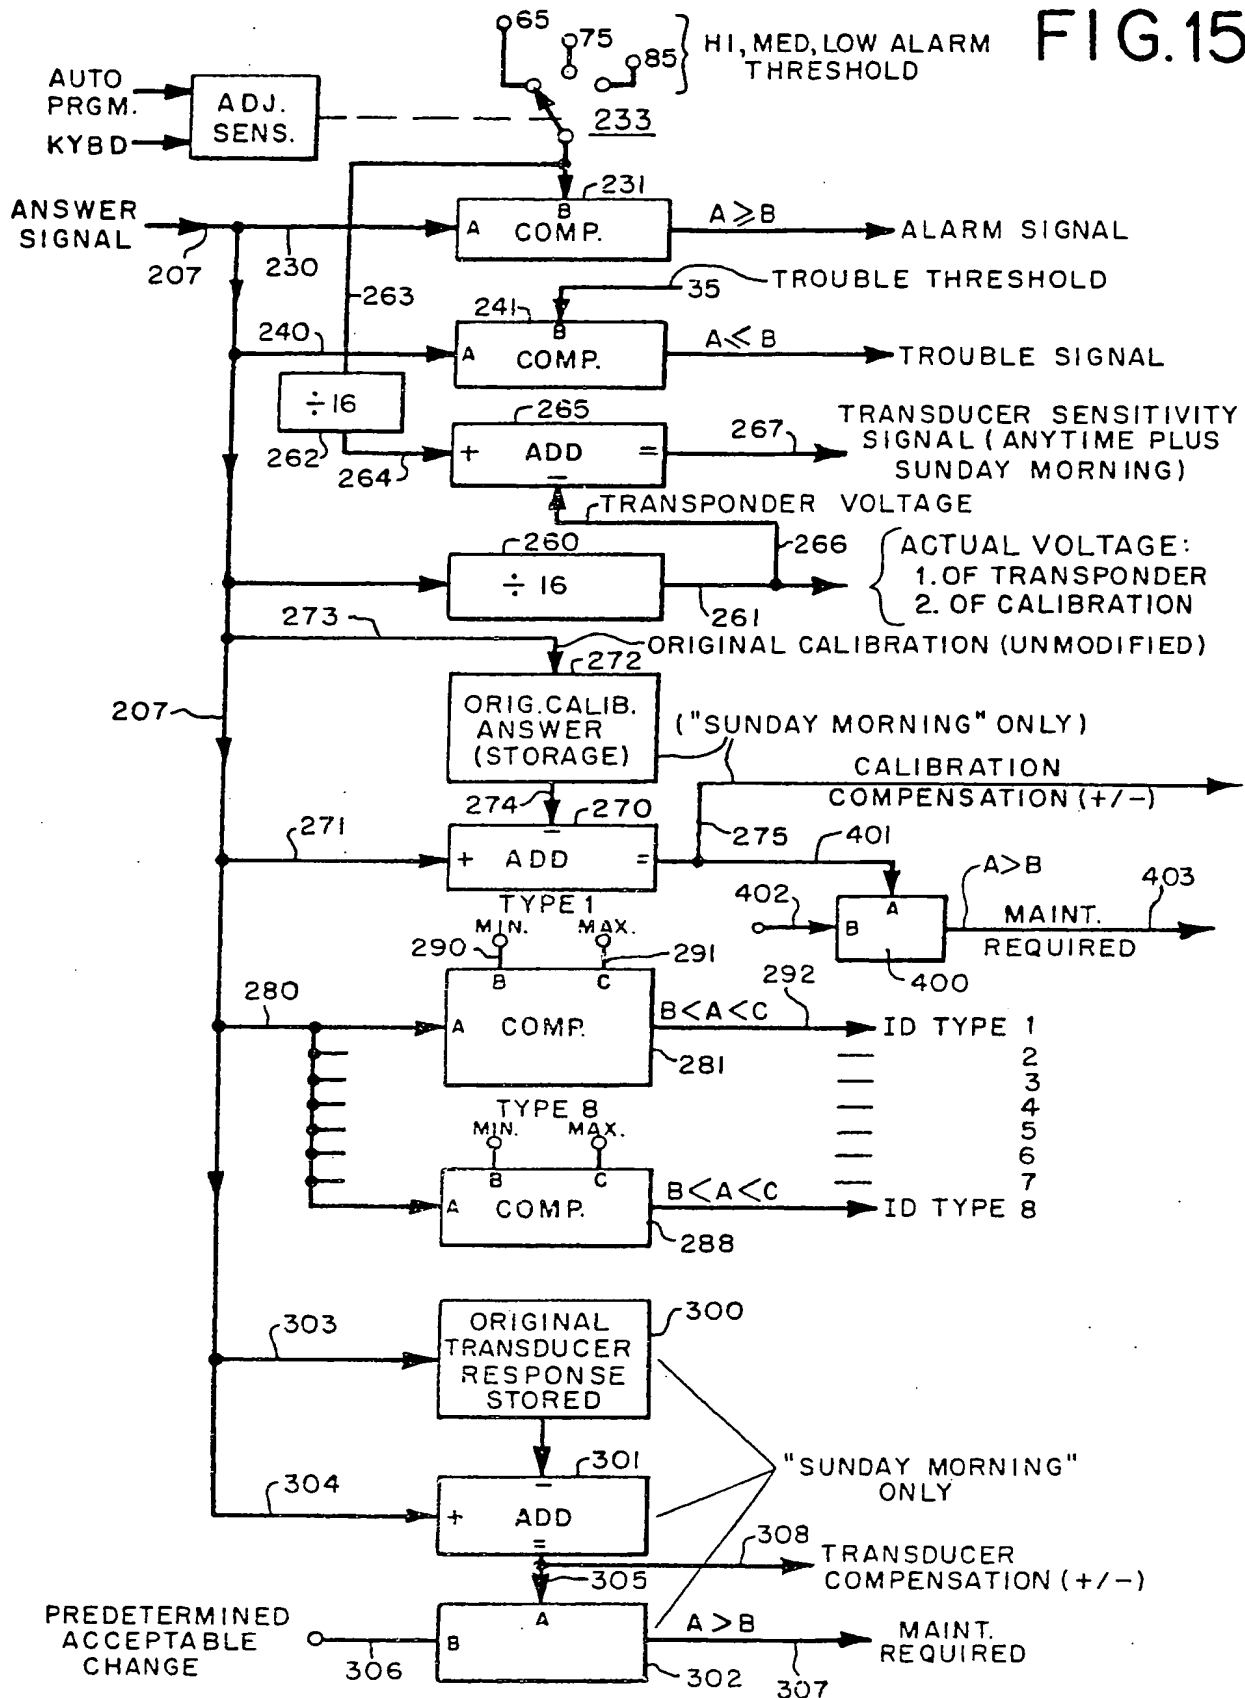 FIG.15
65
75
85
HI, MED, LOW ALARM
THRESHOLD
AUTO
PRGM.
KYBD
ADJ.
SENS.
233
ANSWER
SIGNAL
207
230
231
B
A
COMP.
A≥B
ALARM SIGNAL
263
241
35
TROUBLE THRESHOLD
240
B
A
COMP.
A≤B
TROUBLE SIGNAL
÷16
262
264
265
+ ADD =
−
267
TRANSDUCER SENSITIVITY
SIGNAL (ANYTIME PLUS
SUNDAY MORNING)
TRANSPONDER VOLTAGE
260
÷ 16
261
266
ACTUAL VOLTAGE:
1. OF TRANSPONDER
2. OF CALIBRATION
273
ORIGINAL CALIBRATION (UNMODIFIED)
272
207
ORIG. CALIB.
ANSWER
(STORAGE)
("SUNDAY MORNING" ONLY)
CALIBRATION
COMPENSATION (+/−)
274
270
275
401
271
−
+ ADD =
402
A
B
400
A>B
MAINT.
REQUIRED
403
TYPE 1
MIN.
MAX.
290
291
B
C
280
A
COMP.
281
B<A<C
292
ID TYPE 1
2
3
4
5
6
7
TYPE 8
MIN.
MAX.
B
C
A
COMP.
288
B<A<C
ID TYPE 8
303
ORIGINAL
TRANSDUCER
RESPONSE
STORED
300
304
301
−
+ ADD
=
"SUNDAY MORNING"
ONLY
305
308
TRANSDUCER
COMPENSATION (+/−)
PREDETERMINED
ACCEPTABLE
CHANGE
306
A
B
302
A>B
307
MAINT.
REQUIRED